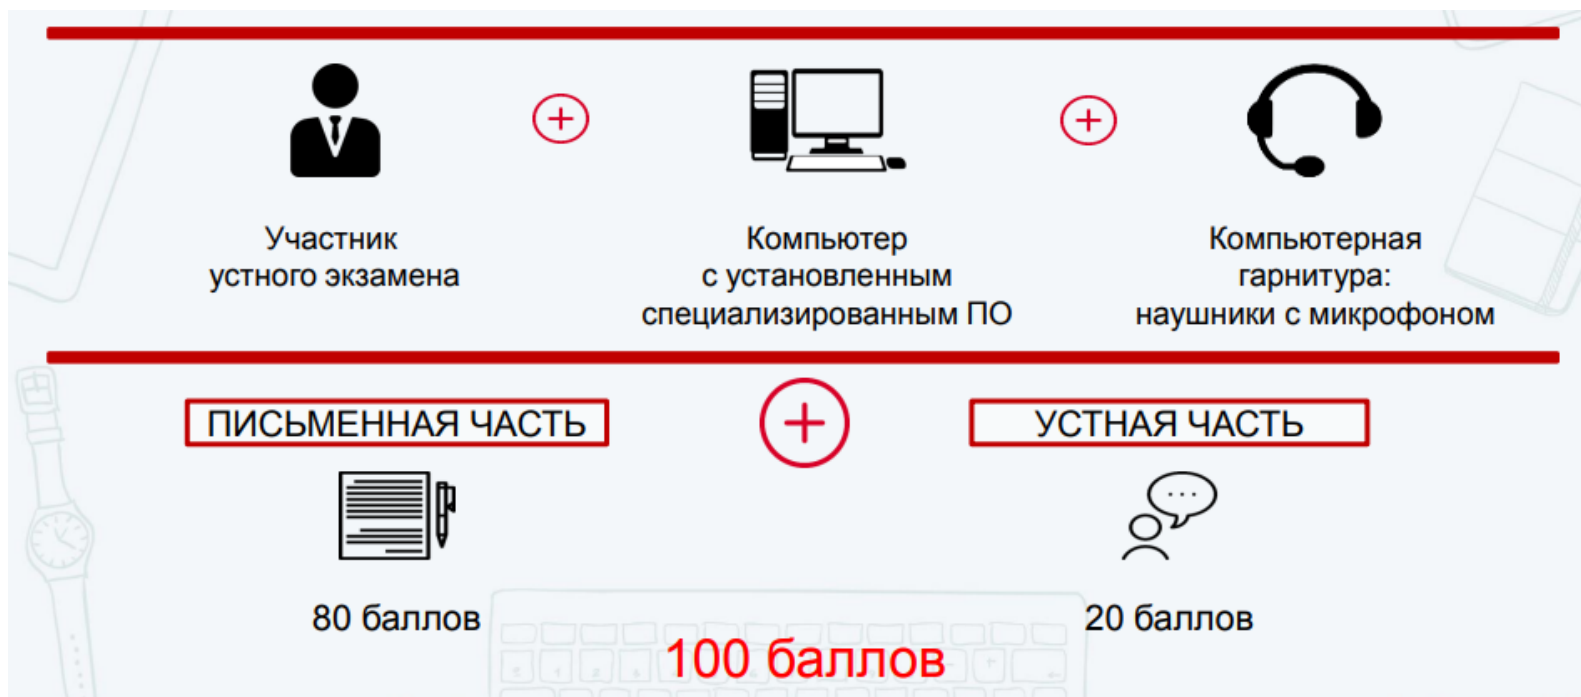 Участник
устного экзамена
Компьютер
с установленным
специализированным ПО
Компьютерная
гарнитура:
наушники с микрофоном
ПИСЬМЕННАЯ ЧАСТЬ
УСТНАЯ ЧАСТЬ
80 баллов
20 баллов
100 баллов